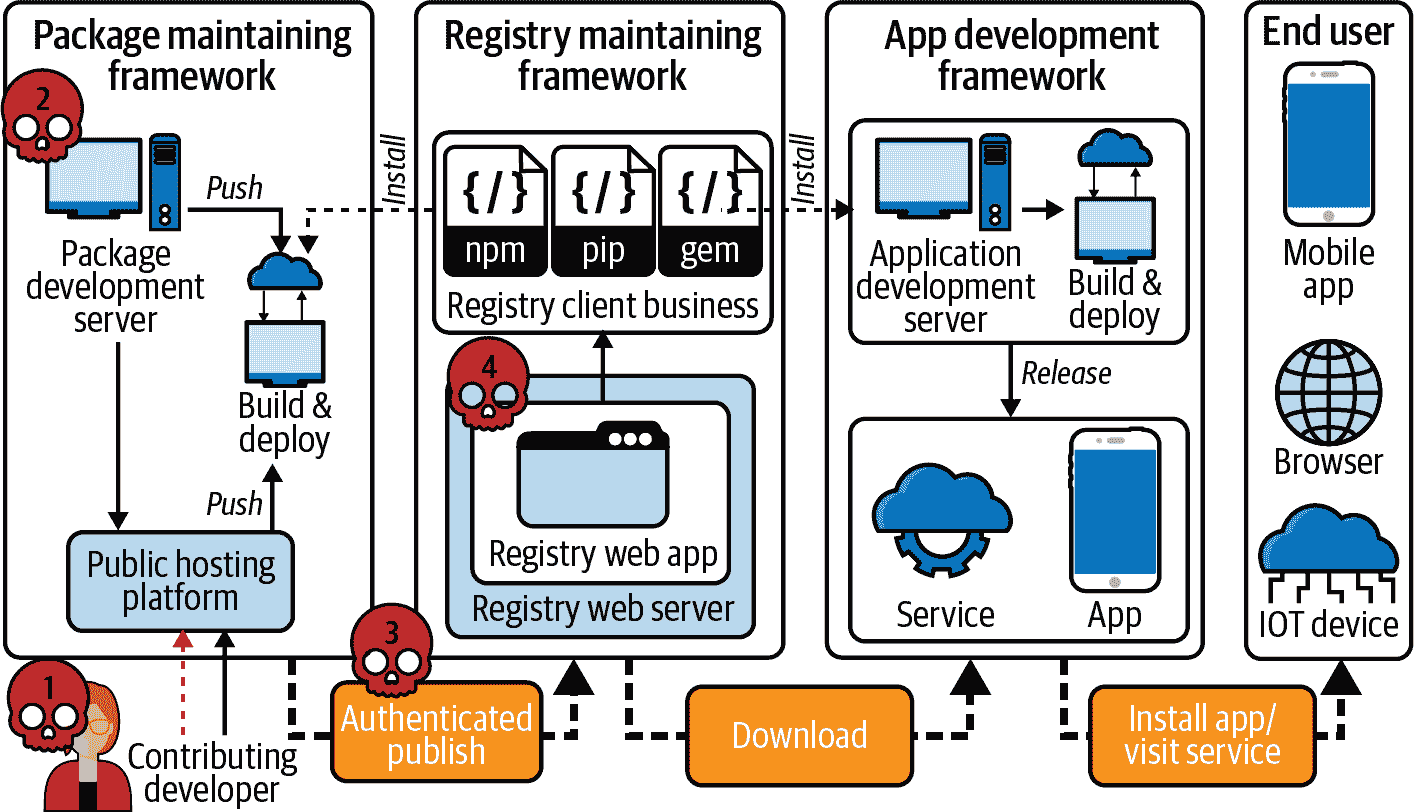 Package maintaining
framework
2
Push
Package
development
server
Build &
deploy
Push
Public hosting
platform
1
Contributing
developer
Install
Registry maintaining
framework
{/}
{/}
{/}
npm
pip
gem
Registry client business
4
Registry web app
Registry web server
3
Authenticated
publish
Install
App development
framework
Application
development
server
Build &
deploy
Release
Service
App
Download
End user
Mobile
app
Browser
IOT device
Install app/
visit service